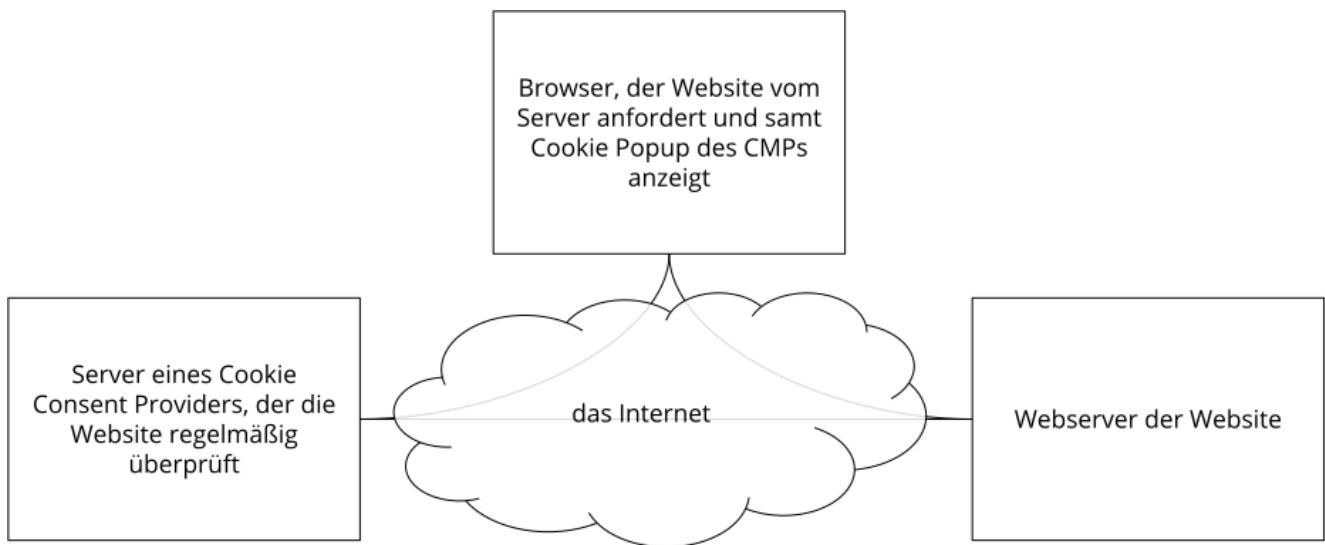 Browser, der Website vom
Server anfordert und samt
Cookie Popup des CMPs
anzeigt
Server eines Cookie
Consent Providers, der die
Website regelmäßig
überprüft
das Internet
Webserver der Website